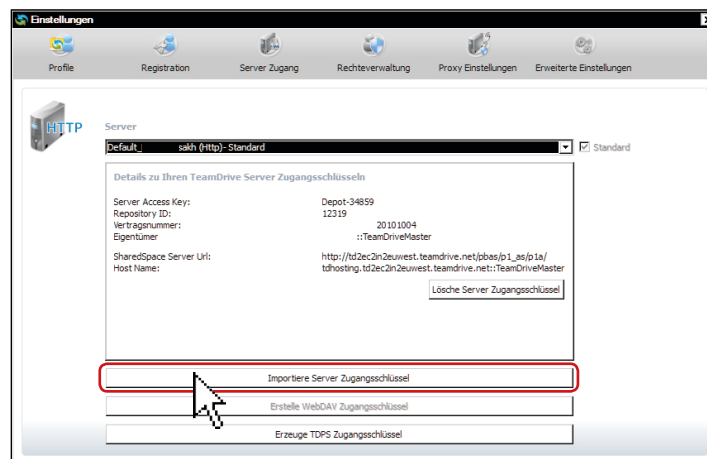 Einstellungen
Profile
Registration
Server Zugang
Rechteverwaltung
Proxy Einstellungen
Erweiterte Einstellungen
HTTP
Server
Default_ sakh (Http)- Standard
Standard
Details zu Ihren TeamDrive Server Zugangsschlüsseln
Server Access Key: Depot-34859
Repository ID: 12319
Vertragsnummer: 20101004
Eigentümer ::TeamDriveMaster
SharedSpace Server Url: http://td2ec2in2euwest.teamdrive.net/pbas/p1_as/p1a/
Host Name: tdhosting.td2ec2in2euwest.teamdrive.net::TeamDriveMaster
Lösche Server Zugangsschlüssel
Importiere Server Zugangsschlüssel
Erstelle WebDAV Zugangsschlüssel
Erzeuge TDPS Zugangsschlüssel